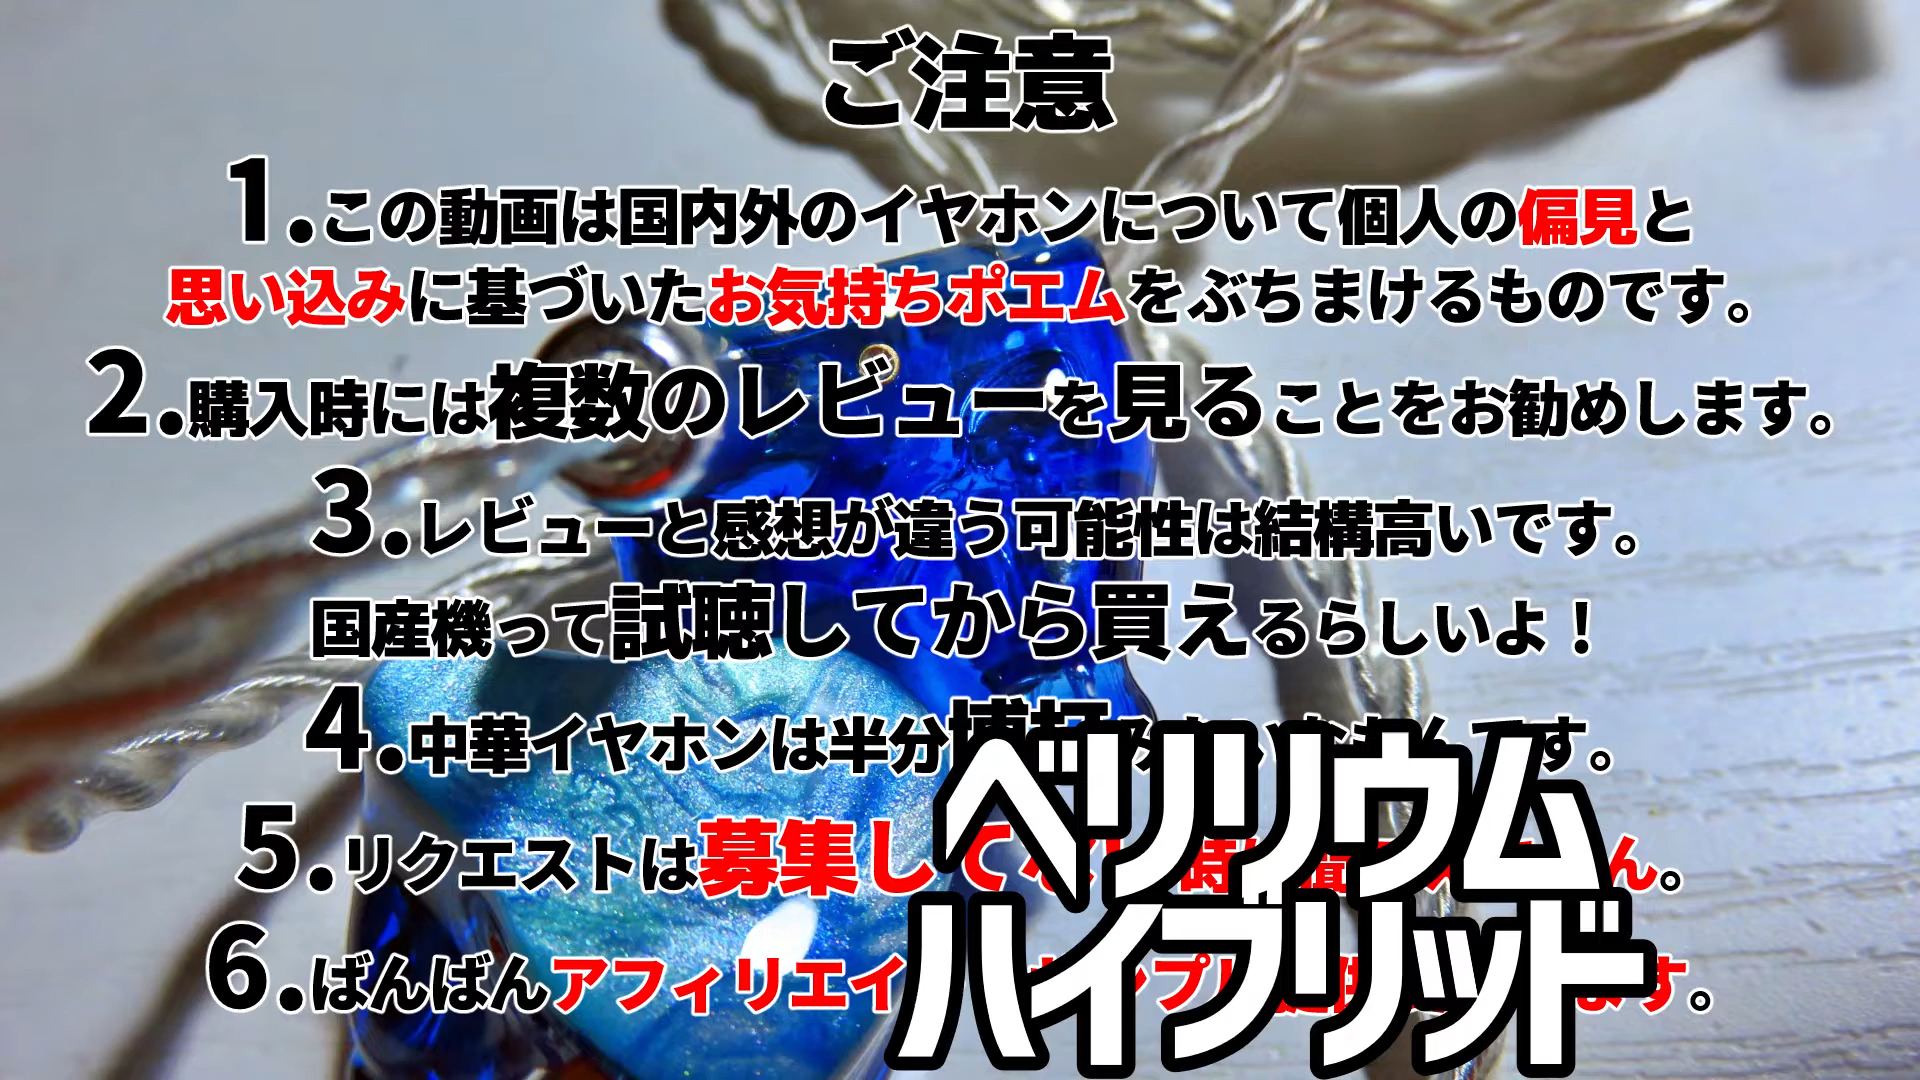 ご注意
1.この動画は国内外のイヤホンについて個人の偏見と
思い込みに基づいたお気持ちポエムをぶちまけるものです。
2.購入時には複数のレビューを見ることをお勧めします。
3.レビューと感想が違う可能性は結構高いです。
国産機って試聴してから買えるらしいよ！
4.中華イヤホンは半分博打みたいなもんです。
5.リクエストは募集して
6.ばんばんアフィリエイ
ベリリウム
ハイブリッド